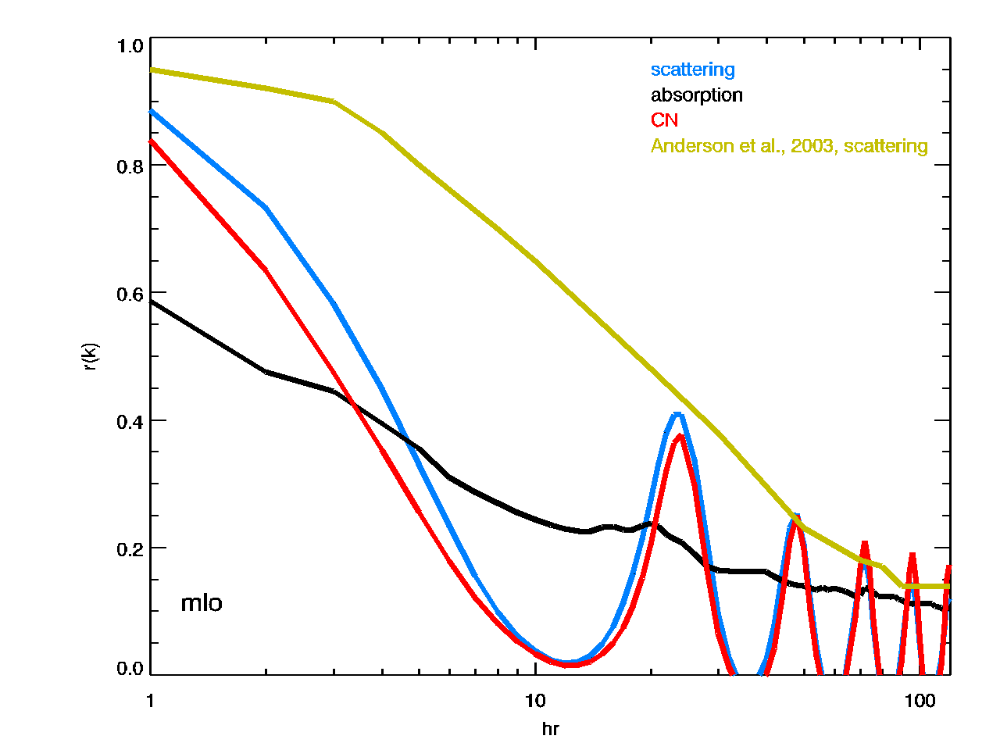 1.0
0.8
0.6
0.4
0.2
0.0
r(k)
scattering
absorption
CN
Anderson et al., 2003, scattering
mlo
1 10 100
hr